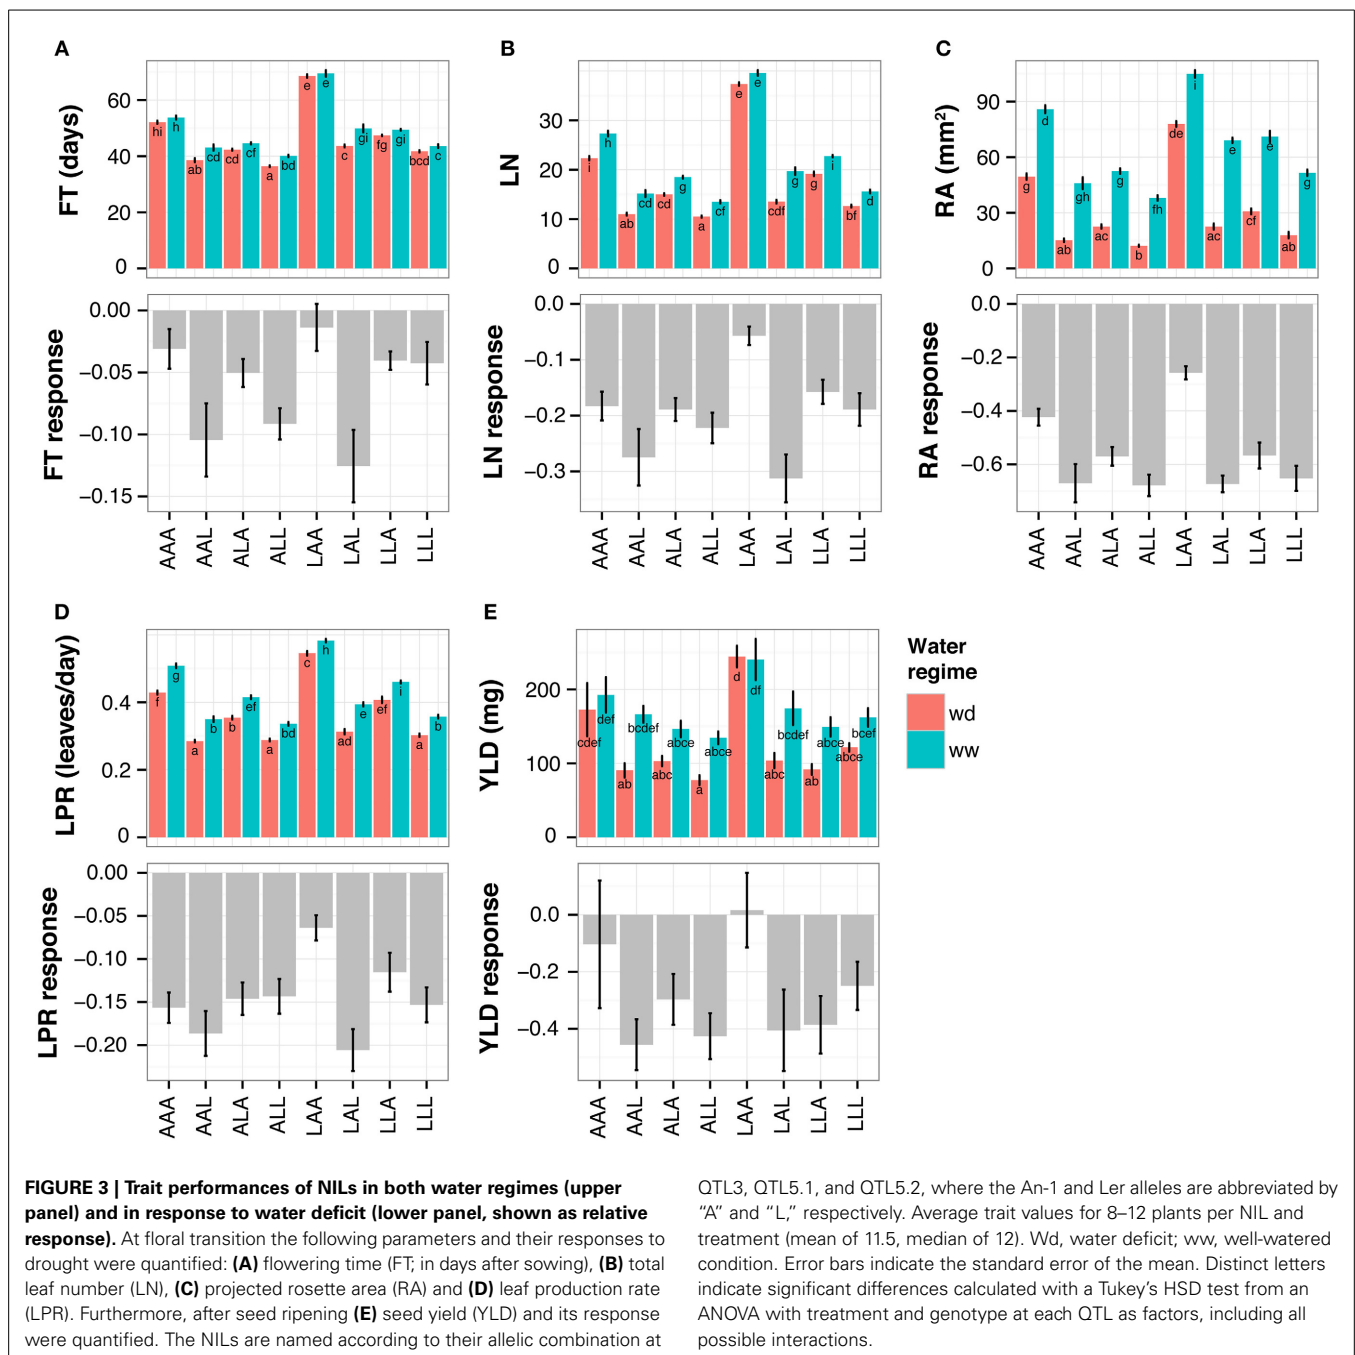 A
B
C
FT (days)
60
40
20
0
hi
h
ab
cd
cd
cf
a
bd
e
e
c
gi
fg
gi
bcd
c
LN
30
20
10
0
i
h
ab
cd
cd
g
a
cf
e
e
cdf
g
g
i
bf
d
RA (mm²)
90
60
30
0
g
d
ab
gh
ac
g
b
fh
de
i
ac
e
cf
e
ab
g
FT response
0.00
−0.05
−0.10
−0.15
AAA
AAL
ALA
ALL
LAA
LAL
LLA
LLL
LN response
0.0
−0.1
−0.2
−0.3
AAA
AAL
ALA
ALL
LAA
LAL
LLA
LLL
RA response
0.0
−0.2
−0.4
−0.6
AAA
AAL
ALA
ALL
LAA
LAL
LLA
LLL
D
E
LPR (leaves/day)
0.4
0.2
0
f
g
a
b
b
ef
a
bd
c
h
ad
e
ef
i
a
b
YLD (mg)
200
100
0
cdef
def
ab
bcdef
abc
abce
a
abce
d
df
abc
bcdef
ab
abce
abce
bcef
Water
regime
wd
ww
LPR response
0.00
−0.05
−0.10
−0.15
−0.20
AAA
AAL
ALA
ALL
LAA
LAL
LLA
LLL
YLD response
0.0
−0.2
−0.4
AAA
AAL
ALA
ALL
LAA
LAL
LLA
LLL
FIGURE 3 | Trait performances of NILs in both water regimes (upper
panel) and in response to water deficit (lower panel, shown as relative
response). At floral transition the following parameters and their responses to
drought were quantified: (A) flowering time (FT; in days after sowing), (B) total
leaf number (LN), (C) projected rosette area (RA) and (D) leaf production rate
(LPR). Furthermore, after seed ripening (E) seed yield (YLD) and its response
were quantified. The NILs are named according to their allelic combination at
QTL3, QTL5.1, and QTL5.2, where the An-1 and Ler alleles are abbreviated by
“A” and “L,” respectively. Average trait values for 8–12 plants per NIL and
treatment (mean of 11.5, median of 12). Wd, water deficit; ww, well-watered
condition. Error bars indicate the standard error of the mean. Distinct letters
indicate significant differences calculated with a Tukey’s HSD test from an
ANOVA with treatment and genotype at each QTL as factors, including all
possible interactions.